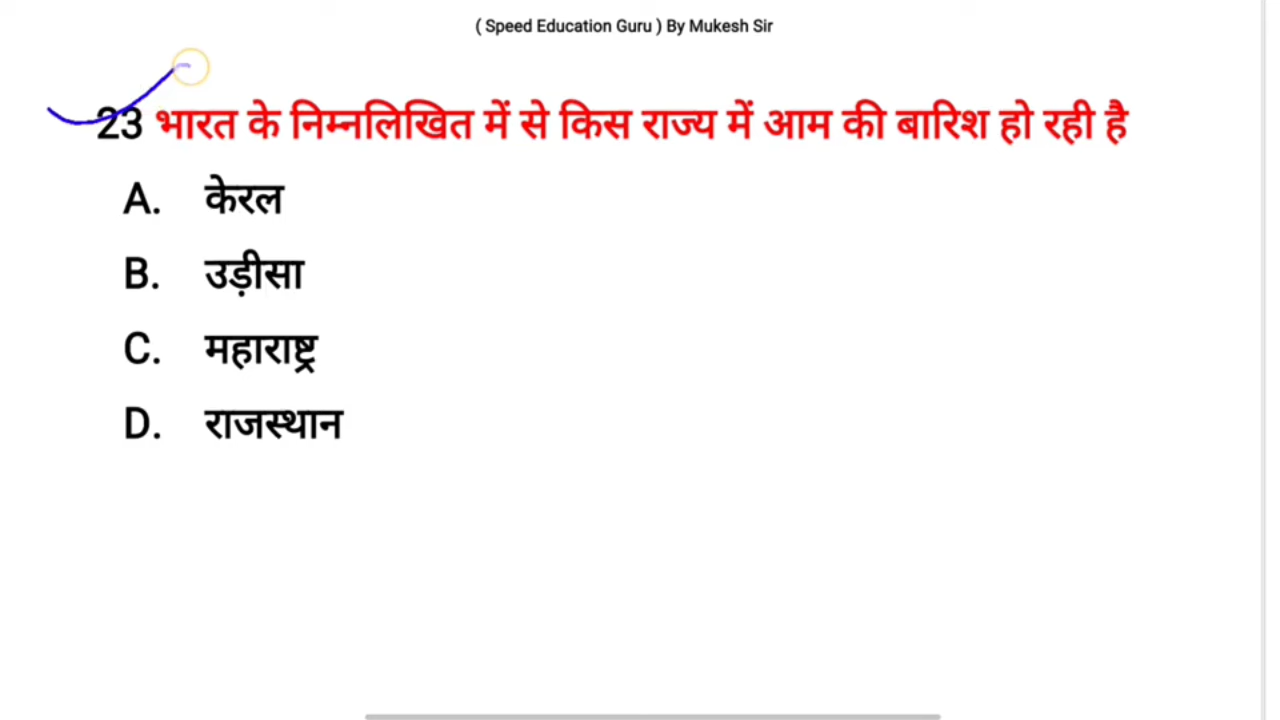 ( Speed Education Guru ) By Mukesh Sir
23 भारत के निम्नलिखित में से किस राज्य में आम की बारिश हो रही है
A. केरल
B. उड़ीसा
C. महाराष्ट्र
D. राजस्थान